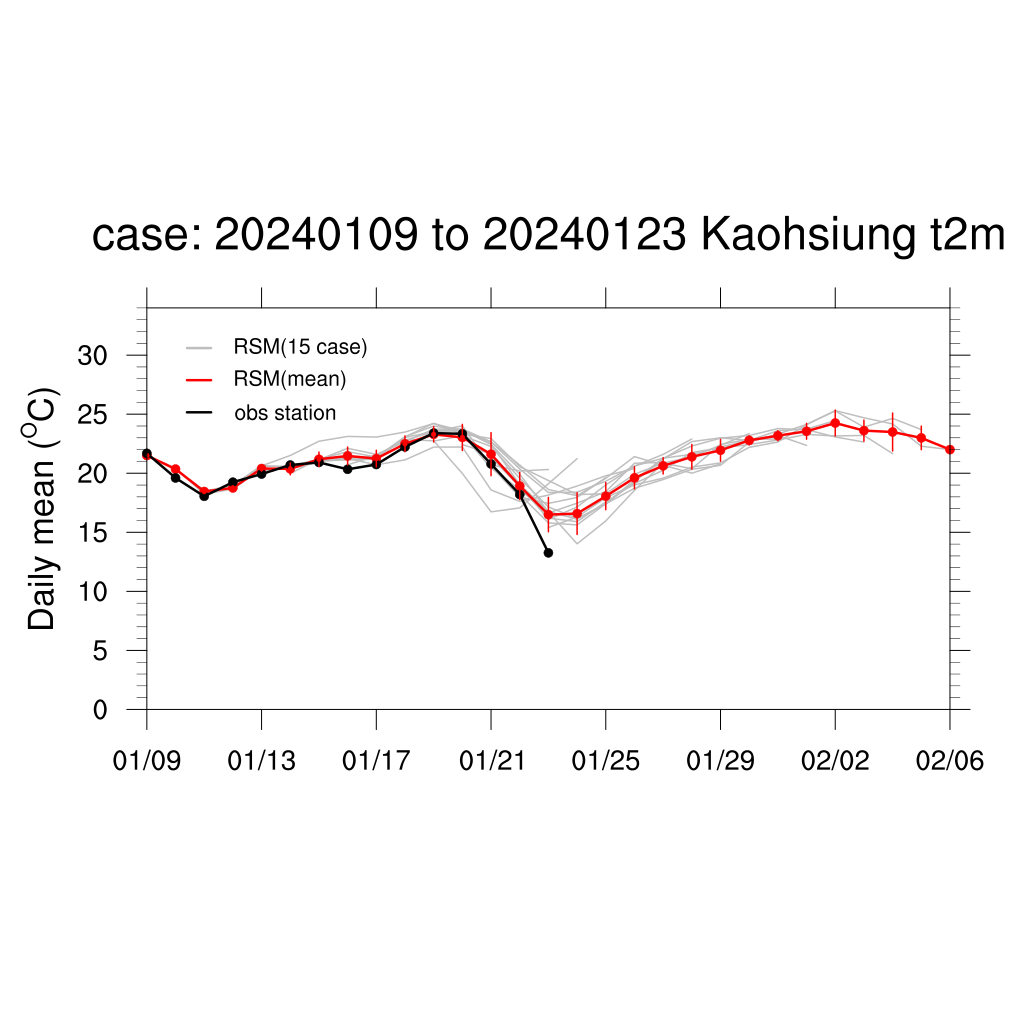 case: 20240109 to 20240123 Kaohsiung t2m
RSM(15 case)
RSM(mean)
obs station
Daily mean (OC)
30
25
20
15
10
5
0
01/09 01/13 01/17 01/21 01/25 01/29 02/02 02/06